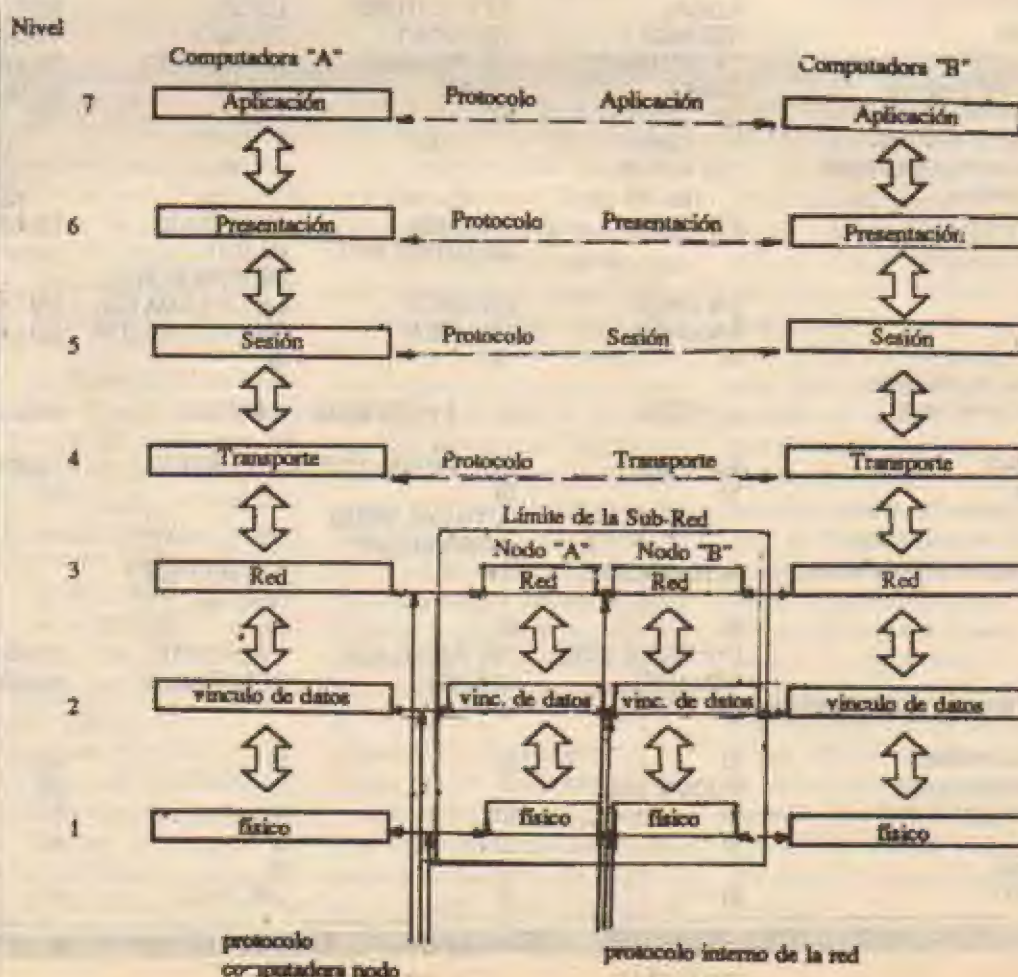 Nivel
Computadora "A"
Computadora "B"
7 Aplicación Protocolo Aplicación Aplicación
6 Presentación Protocolo Presentación Presentación
5 Sesión Protocolo Sesión Sesión
4 Transporte Protocolo Transporte Transporte
Límite de la Sub-Red
Nodo "A" Nodo "B"
3 Red Red Red Red
2 vinculo de datos vinc. de datos vinc. de datos vinculo de datos
1 físico físico físico físico
protocolo
computadora nodo
protocolo interno de la red